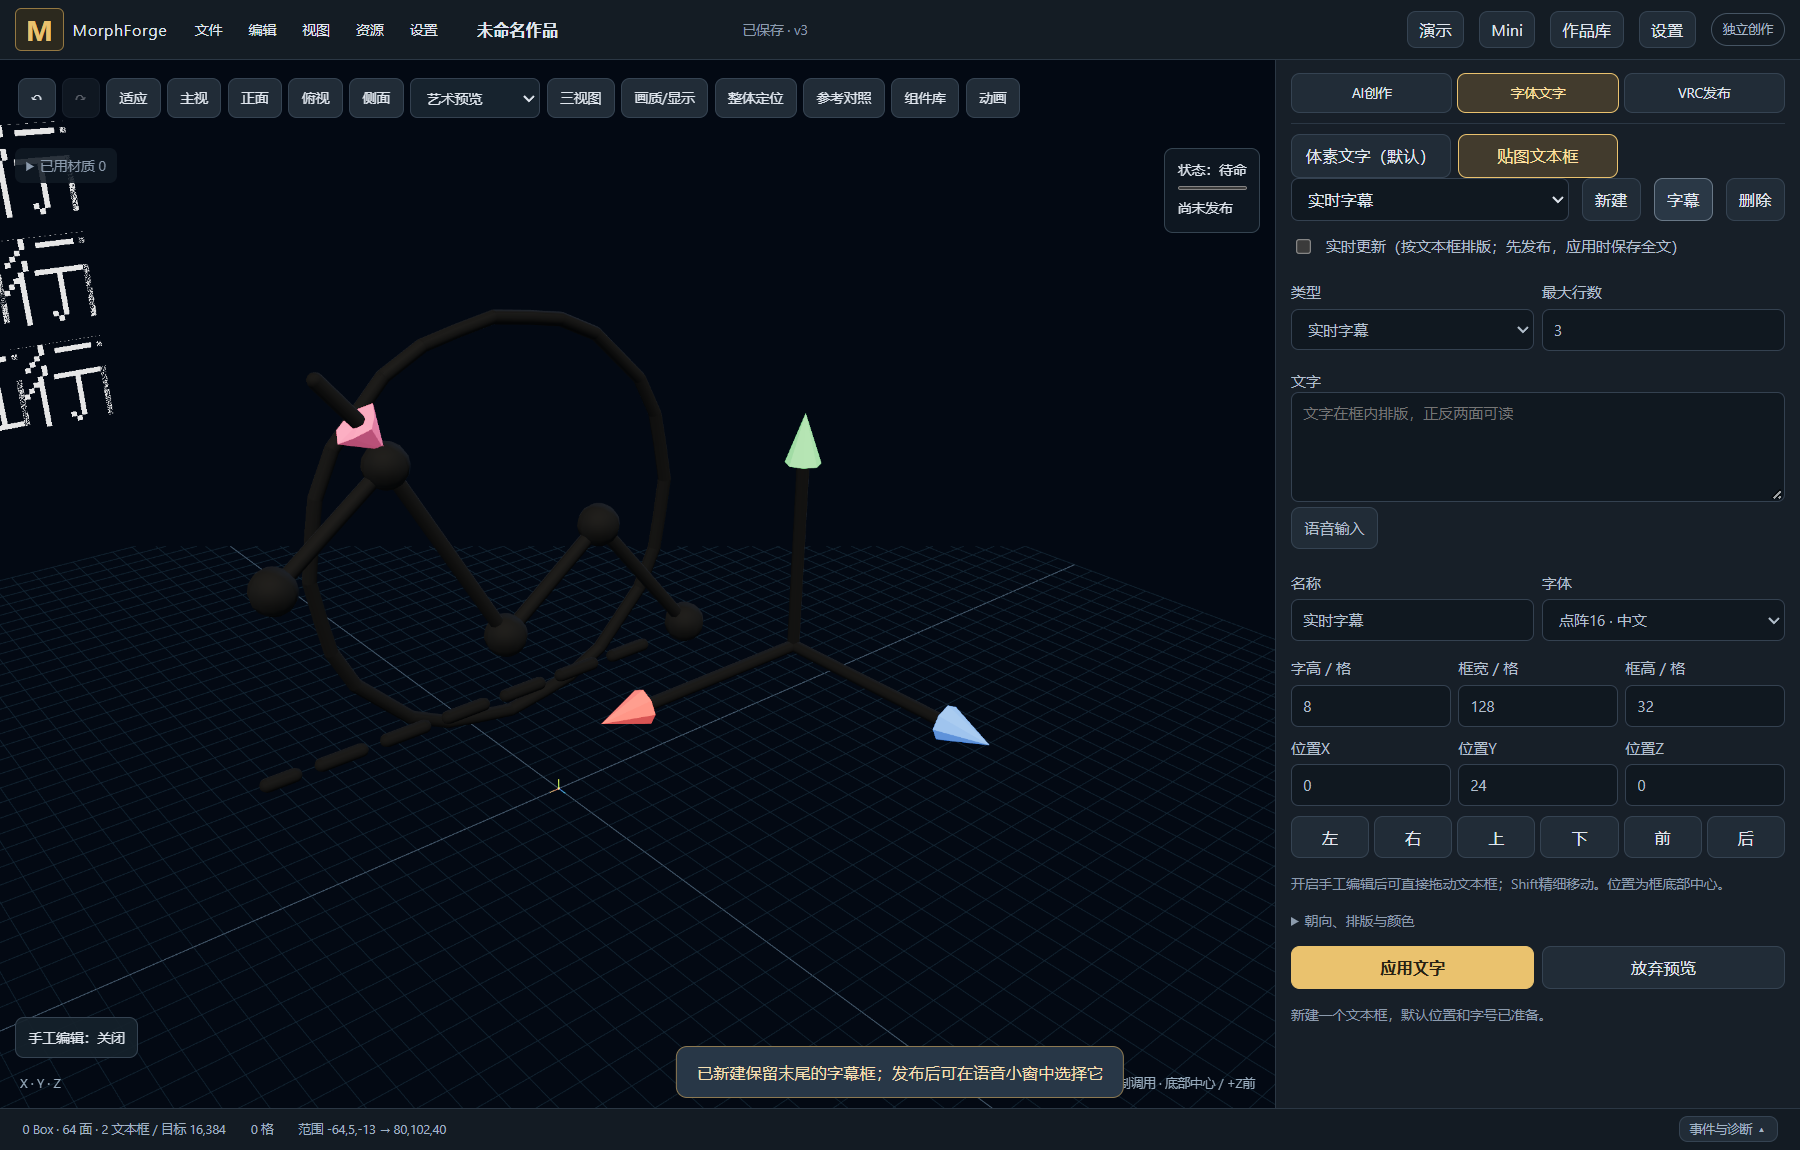 M MorphForge 文件 编辑 视图 资源 设置 未命名作品 已保存 · v3 演示 Mini 作品库 设置 独立创作
适应 主视 正面 俯视 侧面 艺术预览 三视图 画质/显示 整体定位 参考对照 组件库 动画
AI创作 字体文字 VRC发布
已用材质 0
状态：待命
尚未发布
体素文字（默认） 贴图文本框
实时字幕 新建 字幕 删除
实时更新（按文本框排版；先发布，应用时保存全文）
类型 最大行数
实时字幕 3
文字
文字在框内排版，正反两面可读
语音输入
名称 字体
实时字幕 点阵16 · 中文
字高 / 格 框宽 / 格 框高 / 格
8 128 32
位置X 位置Y 位置Z
0 24 0
左 右 上 下 前 后
开启手工编辑后可直接拖动文本框；Shift精细移动。位置为框底部中心。
朝向、排版与颜色
应用文字 放弃预览
新建一个文本框，默认位置和字号已准备。
手工编辑：关闭
X · Y · Z
已新建保留末尾的字幕框；发布后可在语音小窗中选择它
调用 · 底部中心 / +Z前
0 Box · 64 面 · 2 文本框 / 目标 16,384 0 格 范围 -64,5,-13 → 80,102,40 事件与诊断